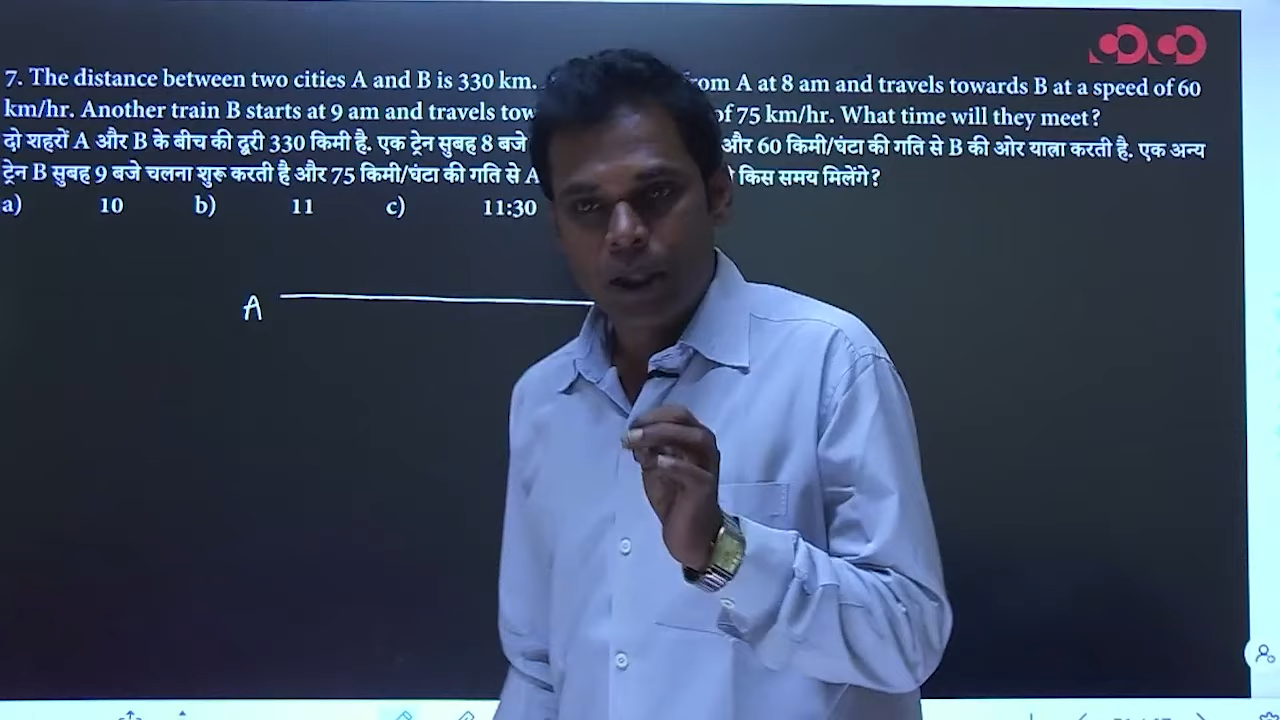 7. The distance between two cities A and B is 330 km. from A at 8 am and travels towards B at a speed of 60
km/hr. Another train B starts at 9 am and travels of 75 km/hr. What time will they meet?
दो शहरों A और B के बीच की दूरी 330 किमी है. एक ट्रेन सुबह 8 बजे और 60 किमी/घंटा की गति से B की ओर यात्रा करती है. एक अन्य
ट्रेन B सुबह 9 बजे चलना शुरू करती है और 75 किमी/घंटा की गति से A किस समय मिलेंगे?
a) 10 b) 11 c) 11:30
A